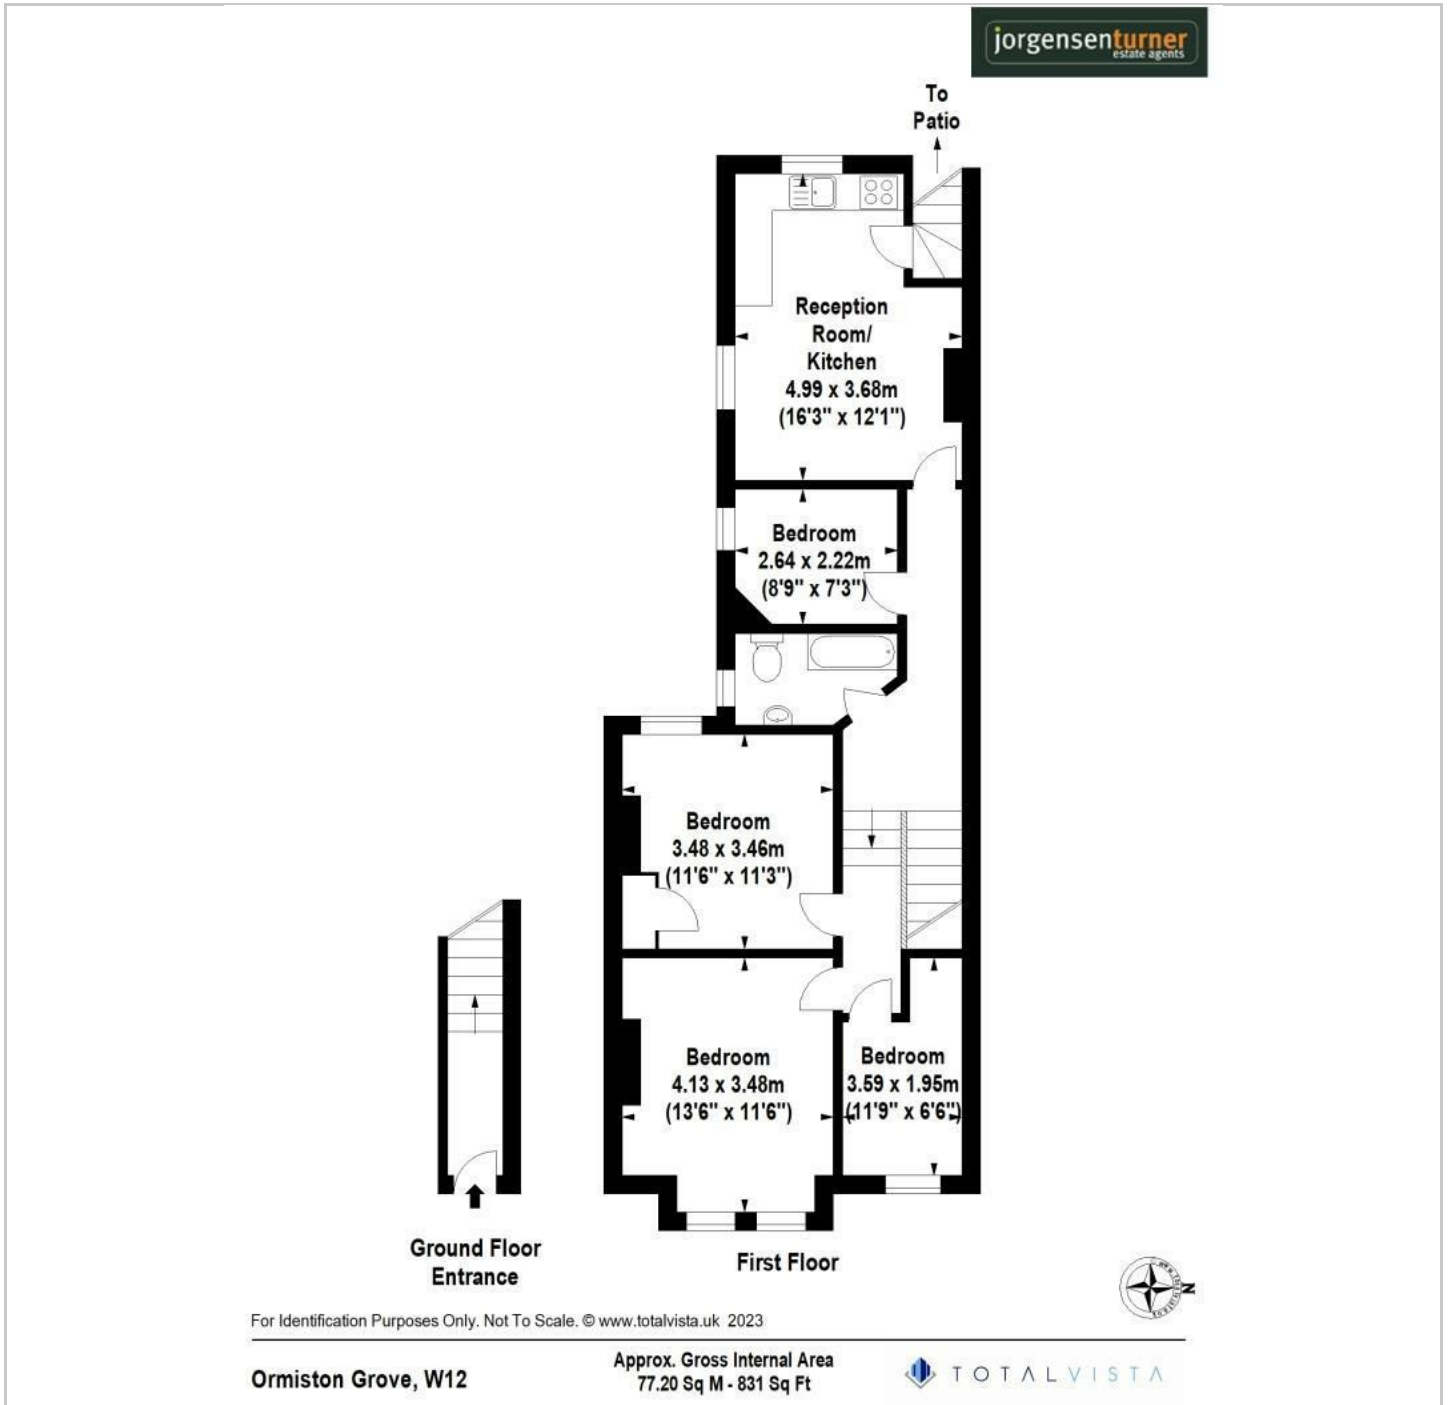 jorgensenturner
estate agents
To
Patio
Reception
Room/
Kitchen
4.99 x 3.68m
(16'3" x 12'1")
Bedroom
2.64 x 2.22m
(8'9" x 7'3")
Bedroom
3.48 x 3.46m
(11'6" x 11'3")
Bedroom
4.13 x 3.48m
(13'6" x 11'6")
Bedroom
3.59 x 1.95m
(11'9" x 6'6")
Ground Floor
Entrance
First Floor
N
For Identification Purposes Only. Not To Scale. © www.totalvista.uk 2023
Ormiston Grove, W12
Approx. Gross Internal Area
77.20 Sq M - 831 Sq Ft
TOTALVISTA